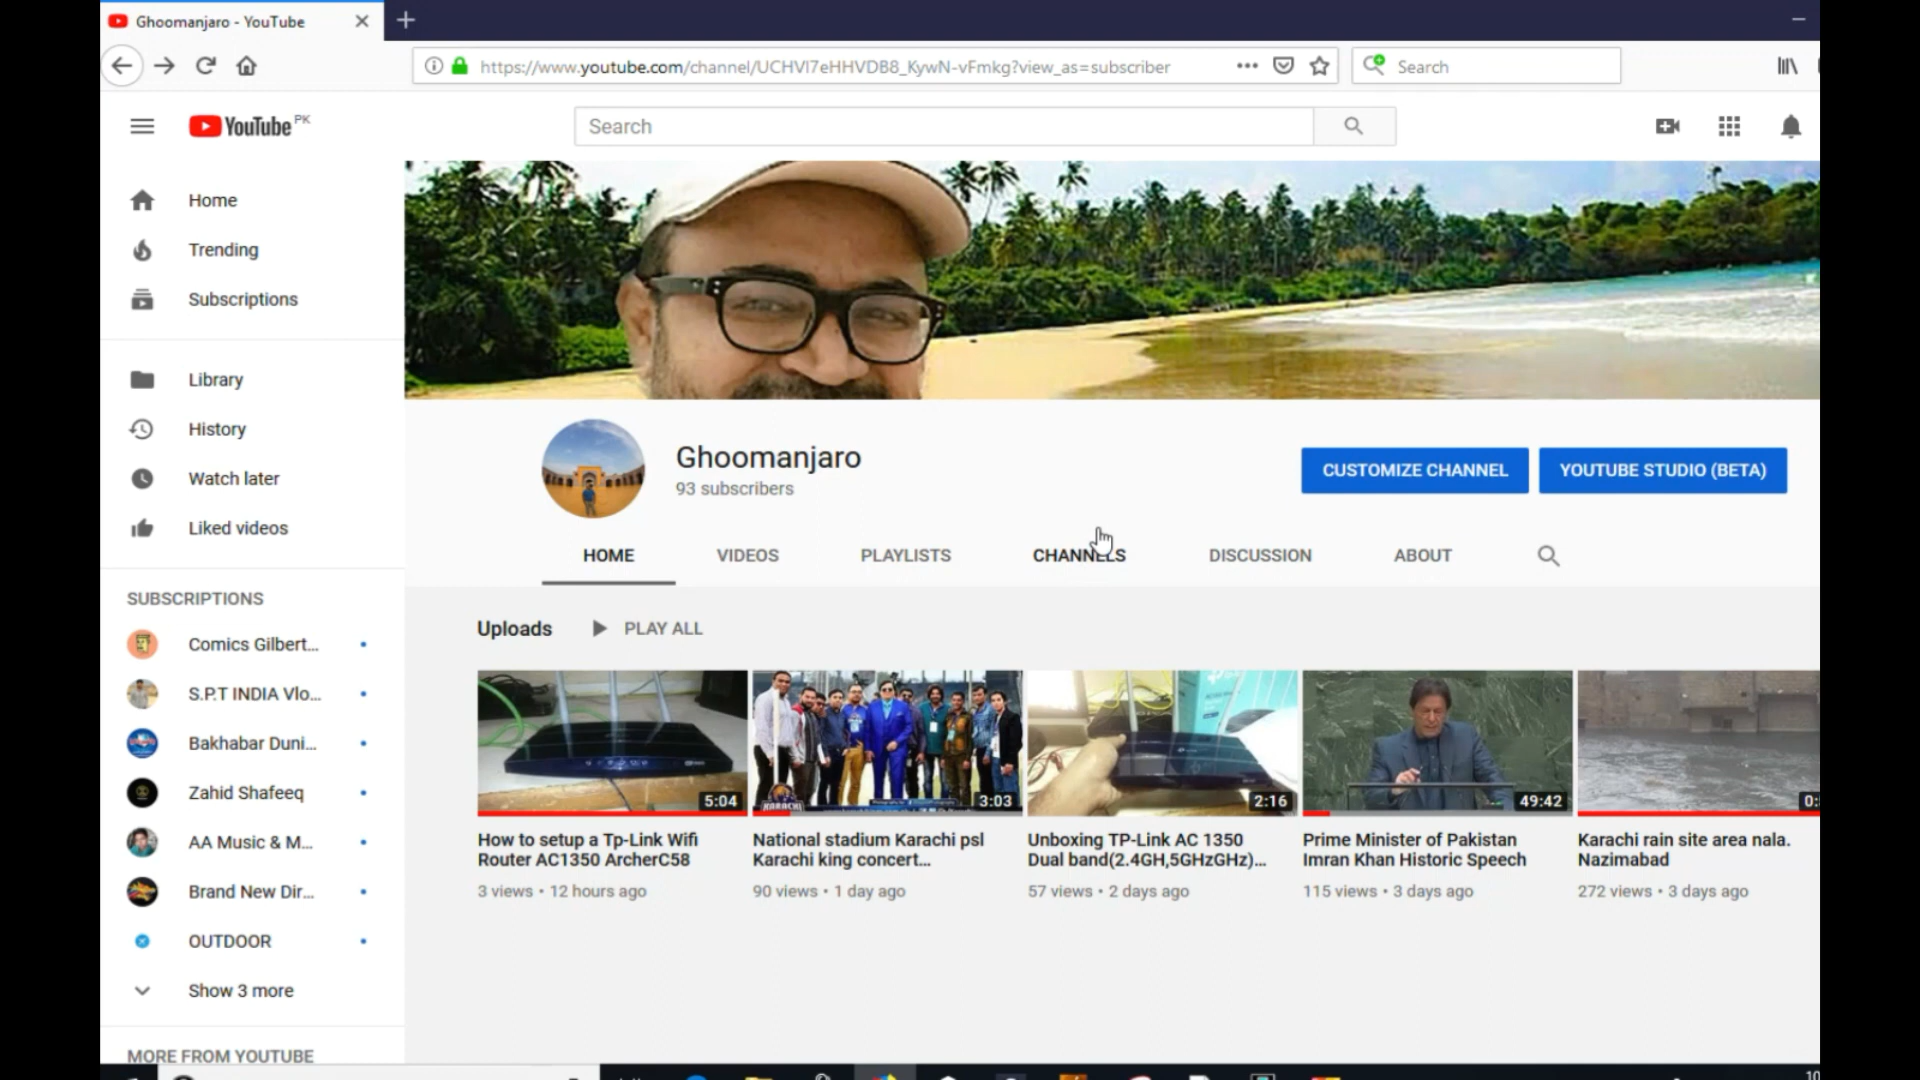 Ghoomanjaro - YouTube
https://www.youtube.com/channel/UCHVI7eHHVDB8_KywN-vFmkg?view_as=subscriber
Search
YouTube PK
Search
Home
Trending
Subscriptions
Library
History
Watch later
Liked videos
SUBSCRIPTIONS
Comics Gilbert...
S.P.T INDIA Vlo...
Bakhabar Duni...
Zahid Shafeeq
AA Music & M...
Brand New Dir...
OUTDOOR
Show 3 more
MORE FROM YOUTUBE
Ghoomanjaro
93 subscribers
CUSTOMIZE CHANNEL
YOUTUBE STUDIO (BETA)
HOME
VIDEOS
PLAYLISTS
CHANNELS
DISCUSSION
ABOUT
Uploads
PLAY ALL
5:04
How to setup a Tp-Link Wifi
Router AC1350 ArcherC58
3 views • 12 hours ago
KARACHI
3:03
National stadium Karachi psl
Karachi king concert...
90 views • 1 day ago
2:16
Unboxing TP-Link AC 1350
Dual band(2.4GH,5GHzGHz)...
57 views • 2 days ago
49:42
Prime Minister of Pakistan
Imran Khan Historic Speech
115 views • 3 days ago
0:
Karachi rain site area nala.
Nazimabad
272 views • 3 days ago